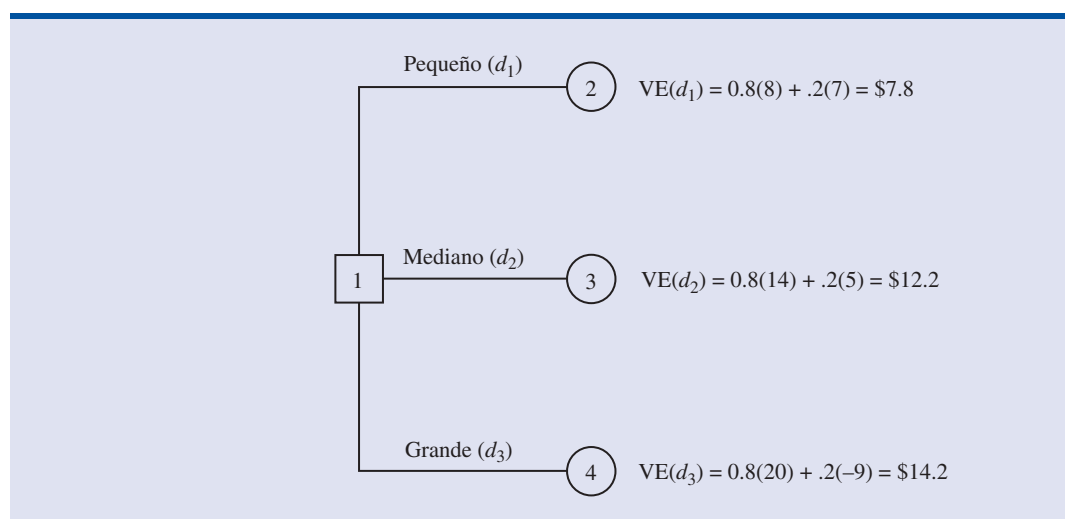 Pequeño (d₁)
2 VE(d₁) = 0.8(8) + .2(7) = $7.8
Mediano (d₂)
1 3 VE(d₂) = 0.8(14) + .2(5) = $12.2
Grande (d₃)
4 VE(d₃) = 0.8(20) + .2(–9) = $14.2